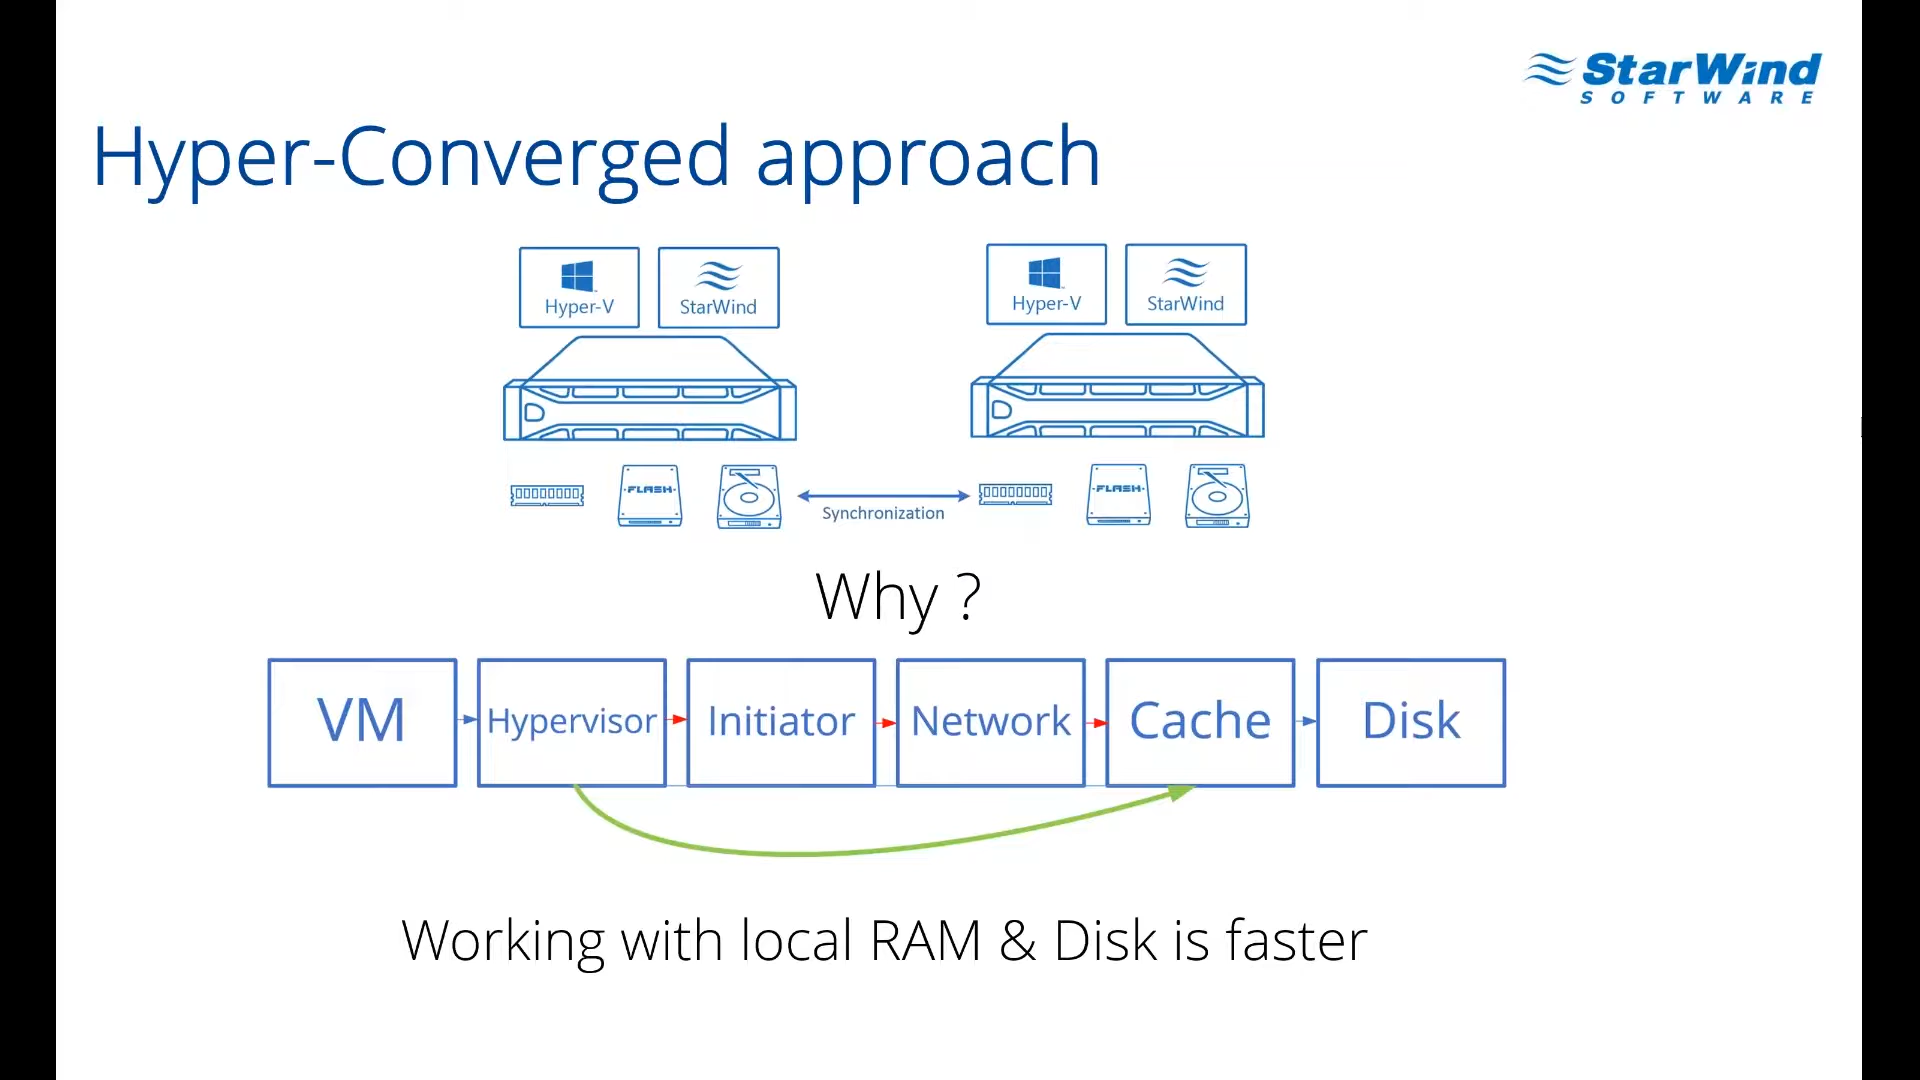 StarWind
SOFTWARE
Hyper-Converged approach
Hyper-V
StarWind
Hyper-V
StarWind
FLASH
FLASH
Synchronization
Why ?
VM
Hypervisor
Initiator
Network
Cache
Disk
Working with local RAM & Disk is faster